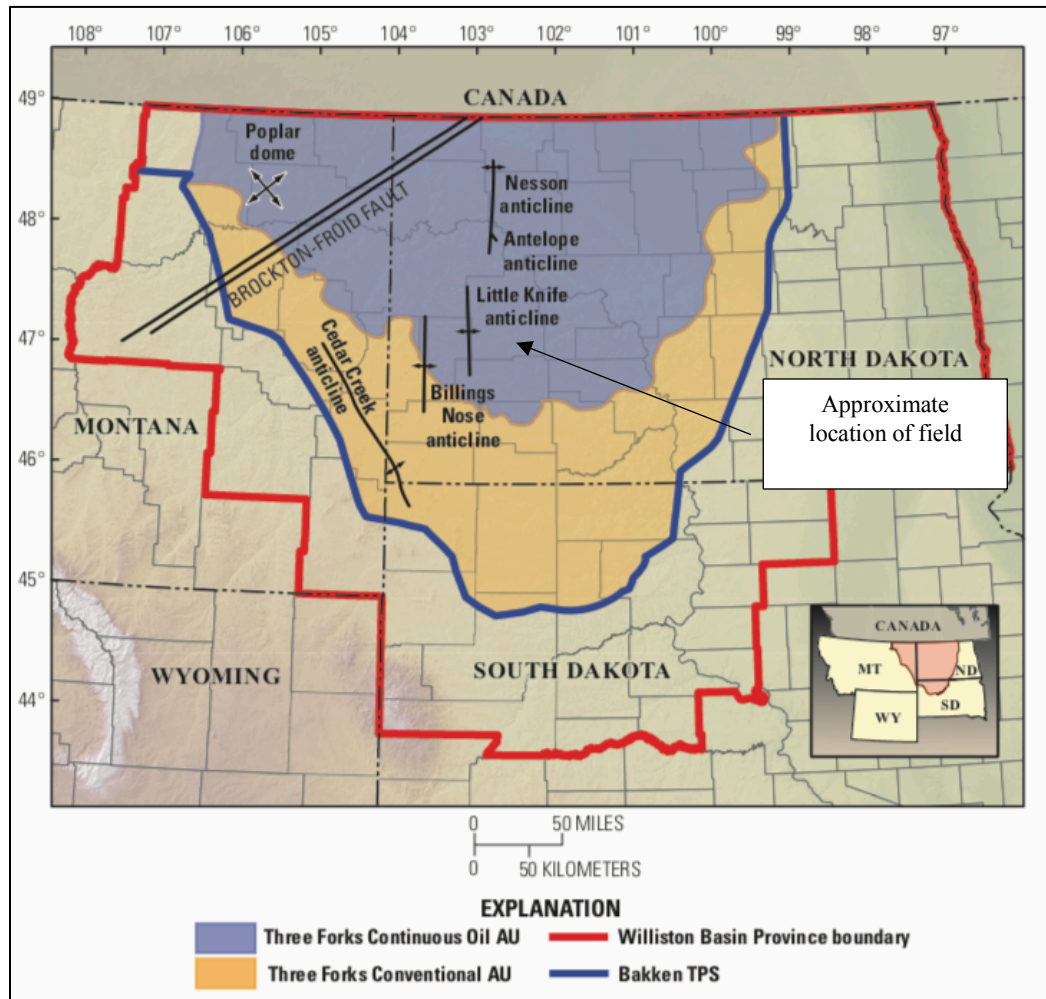 108° 107° 106° 105° 104° 103° 102° 101° 100° 99° 98° 97°
49°
CANADA
Poplar
dome
Nesson
anticline
48°
BROCKTON-FROID FAULT
Antelope
anticline
Little Knife
anticline
47°
Cedar Creek
anticline
NORTH DAKOTA
Billings
Nose
anticline
Approximate
location of field
MONTANA
46°
45°
WYOMING
SOUTH DAKOTA
44°
CANADA
MT
ND
SD
WY
0 50 MILES
0 50 KILOMETERS
EXPLANATION
Three Forks Continuous Oil AU
Williston Basin Province boundary
Three Forks Conventional AU
Bakken TPS